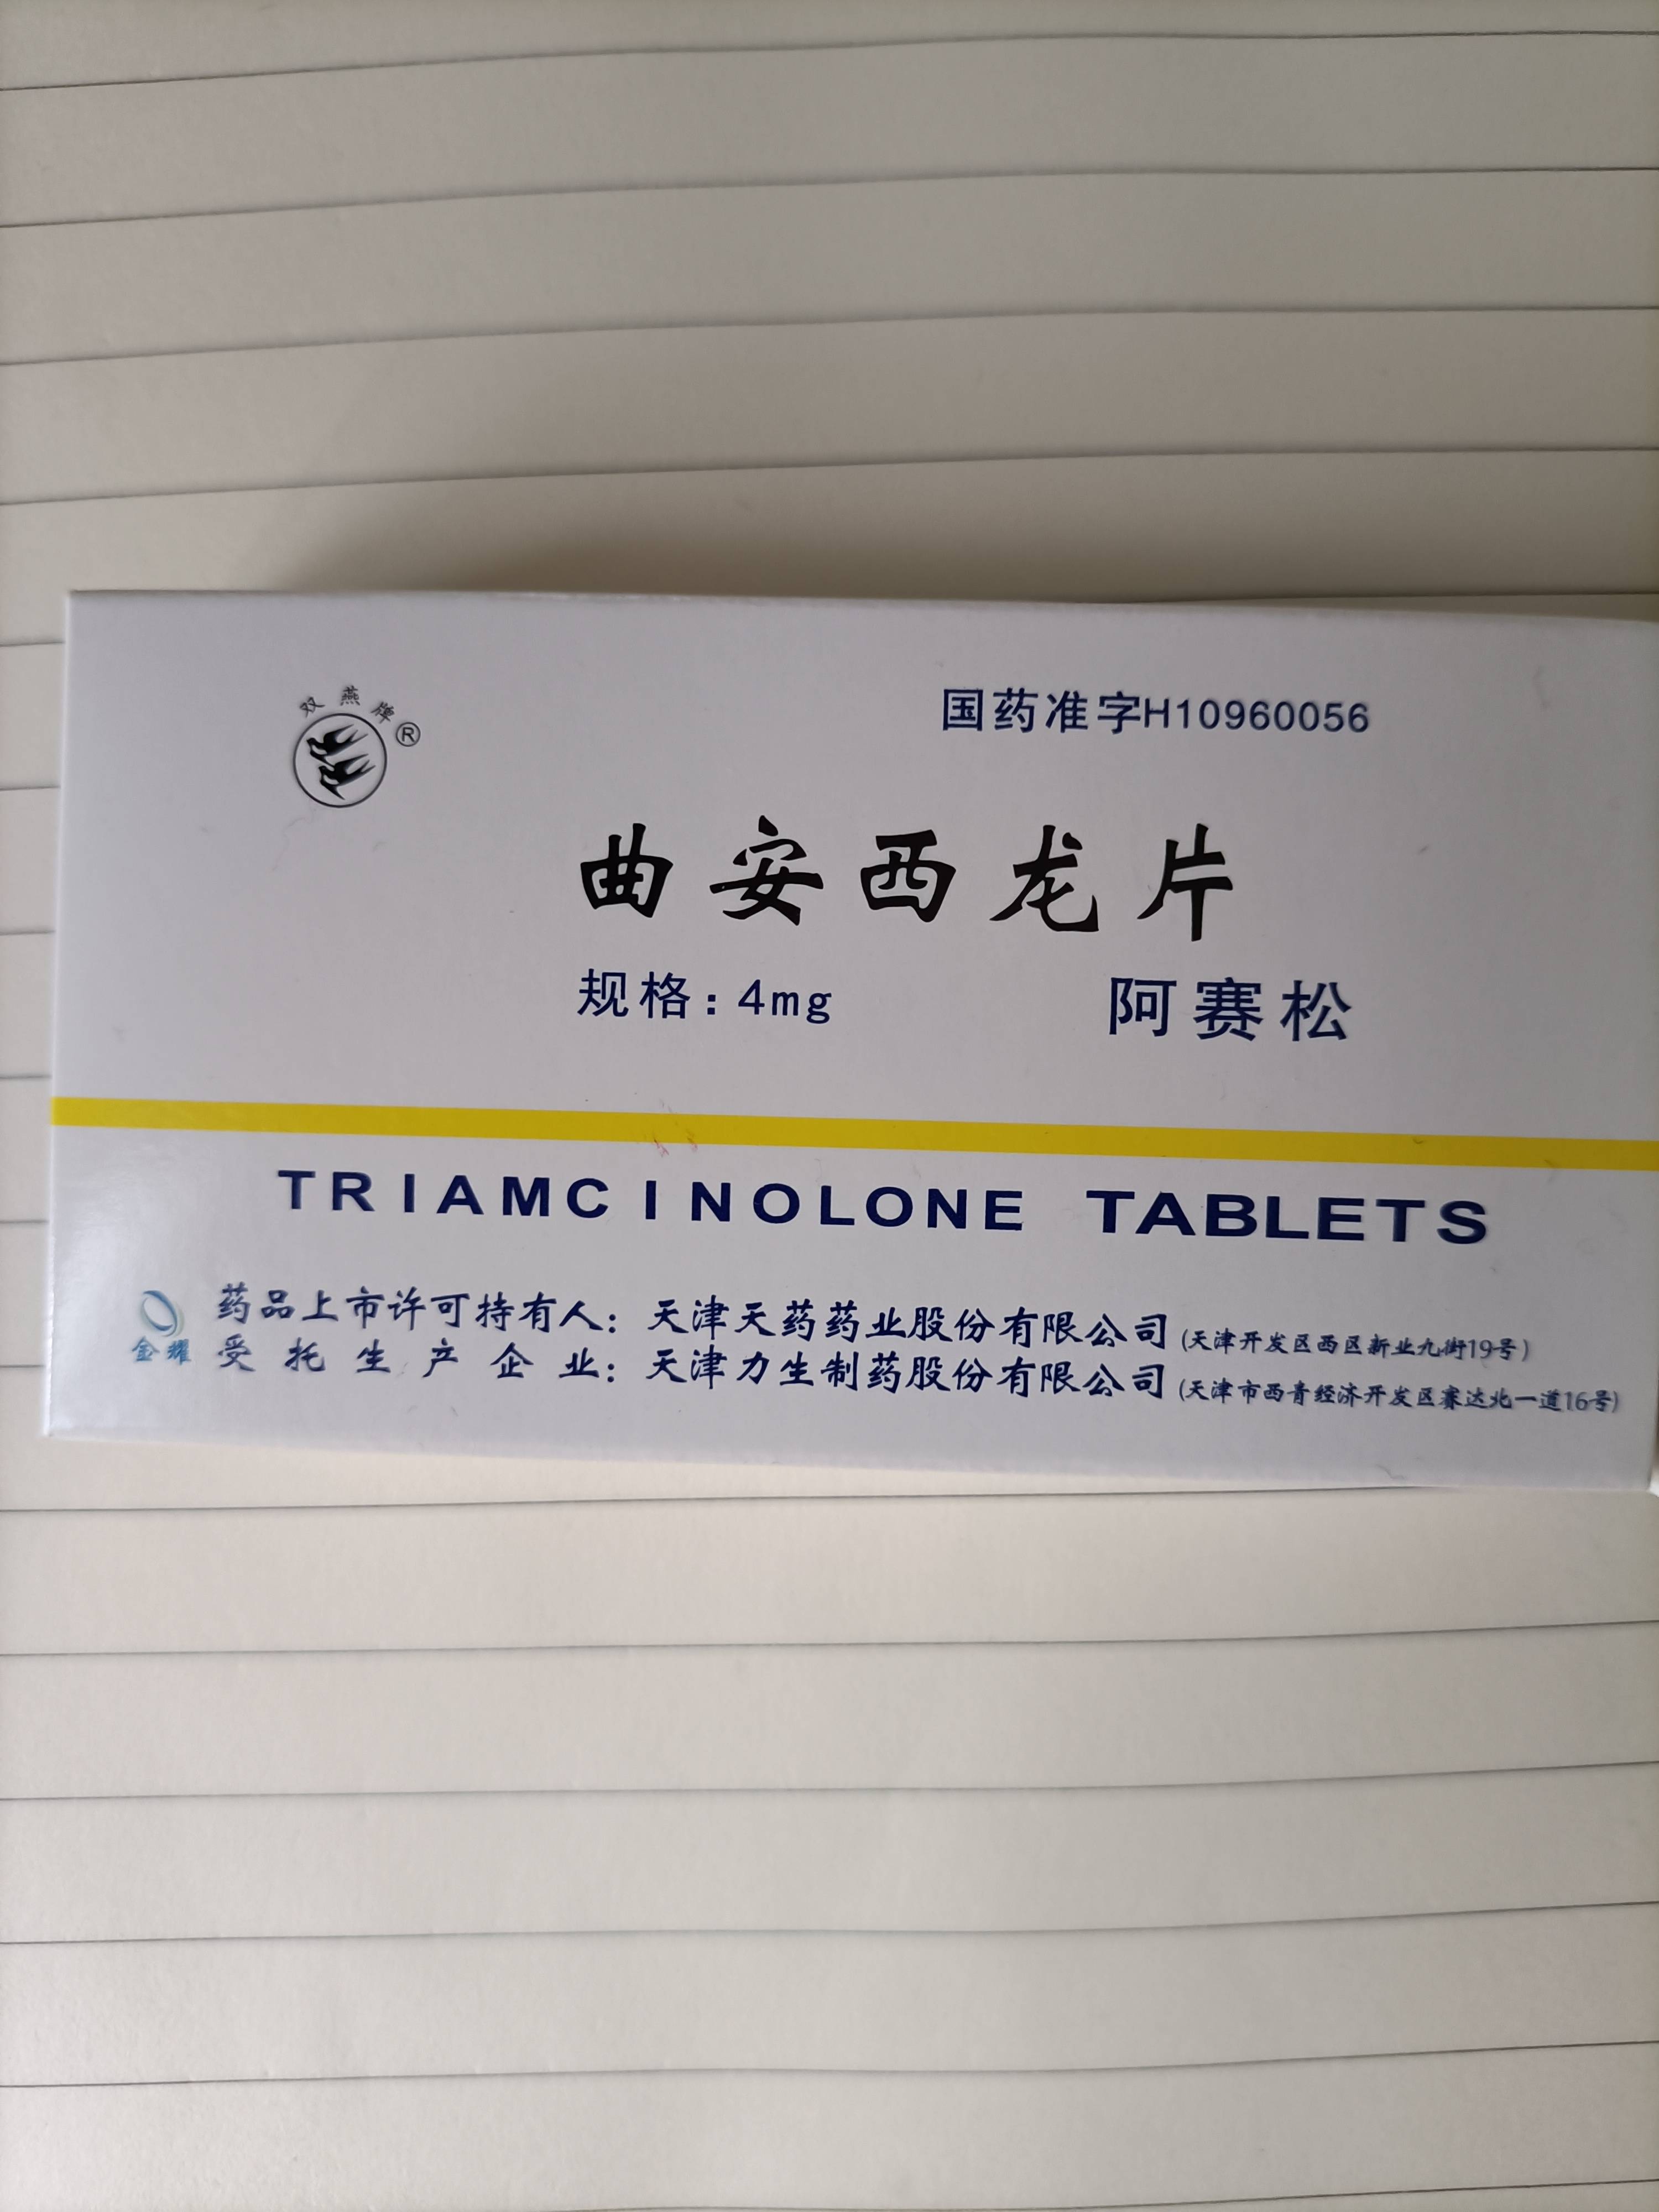 双燕牌®
国药准字H10960056
曲安西龙片
规格：4mg 阿赛松
TRIAMCINOLONE TABLETS
药品上市许可持有人：天津天药药业股份有限公司(天津开发区西区新业九街19号)
金耀
受托生产企业：天津力生制药股份有限公司(天津市西青经济开发区赛达北一道16号)